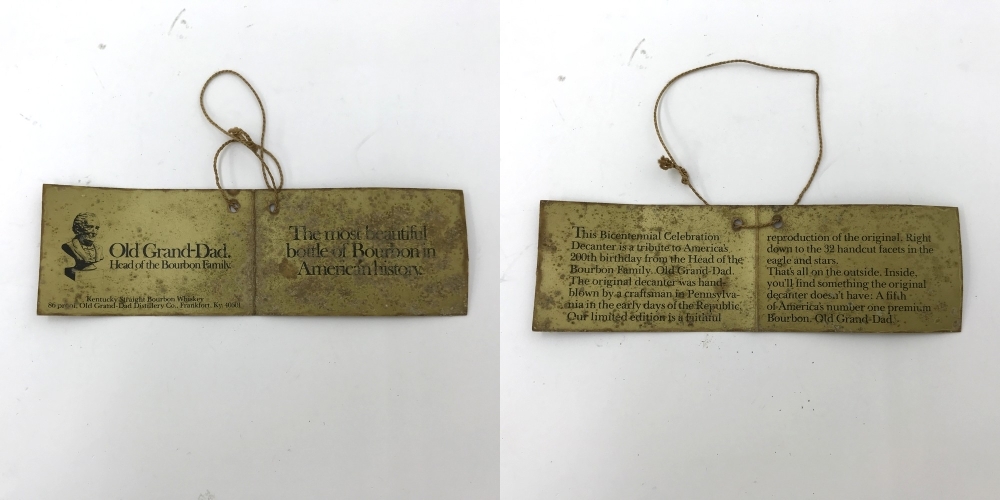 Old Grand-Dad.
Head of the Bourbon Family.
Kentucky Straight Bourbon Whiskey
86 proof. Old Grand-Dad Distillery Co., Frankfort, Ky. 40601
The most beautiful
bottle of Bourbon in
American history.
This Bicentennial Celebration
Decanter is a tribute to America's
200th birthday from the Head of the
Bourbon Family. Old Grand-Dad.
The original decanter was hand-
blown by a craftsman in Pennsylva-
nia in the early days of the Republic.
Our limited edition is a faithful
reproduction of the original. Right
down to the 32 handcut facets in the
eagle and stars.
That's all on the outside. Inside,
you'll find something the original
decanter doesn't have: A fifth
of America's number one premium
Bourbon. Old Grand-Dad